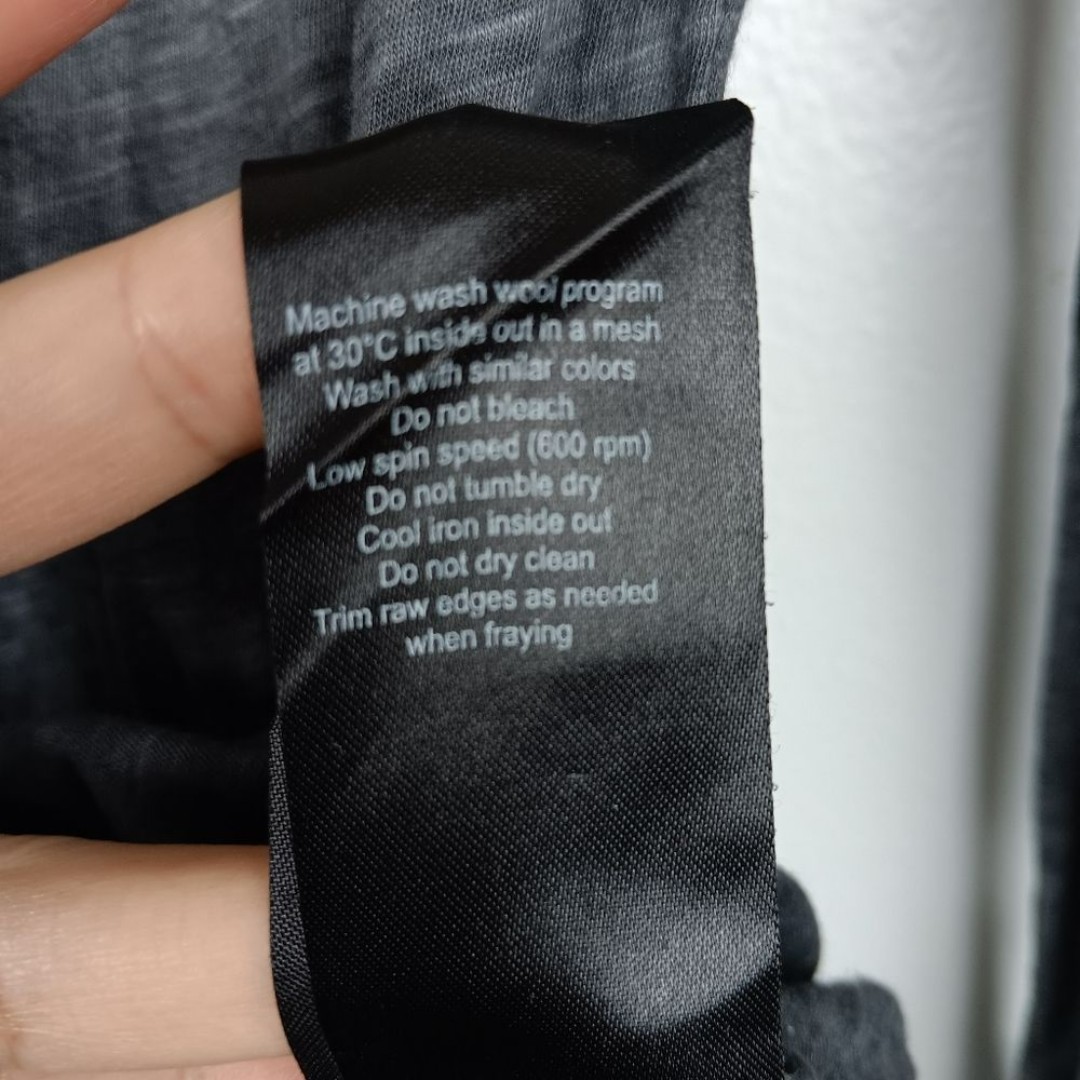 Machine wash wool program
at 30°C inside out in a mesh
Wash with similar colors
Do not bleach
Low spin speed (600 rpm)
Do not tumble dry
Cool iron inside out
Do not dry clean
Trim raw edges as needed
when fraying